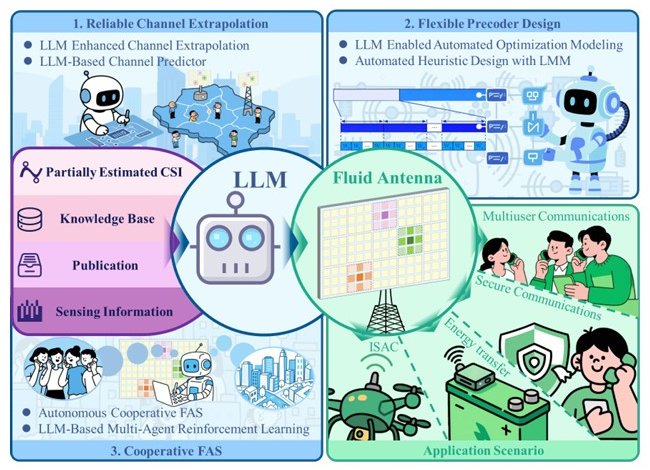 1. Reliable Channel Extrapolation
LLM Enhanced Channel Extrapolation
LLM-Based Channel Predictor
2. Flexible Precoder Design
LLM Enabled Automated Optimization Modeling
Automated Heuristic Design with LMM
Partially Estimated CSI
Knowledge Base
Publication
Sensing Information
LLM
Fluid Antenna
Multiuser Communications
Secure Communications
Energy transfer
ISAC
Autonomous Cooperative FAS
LLM-Based Multi-Agent Reinforcement Learning
3. Cooperative FAS
Application Scenario